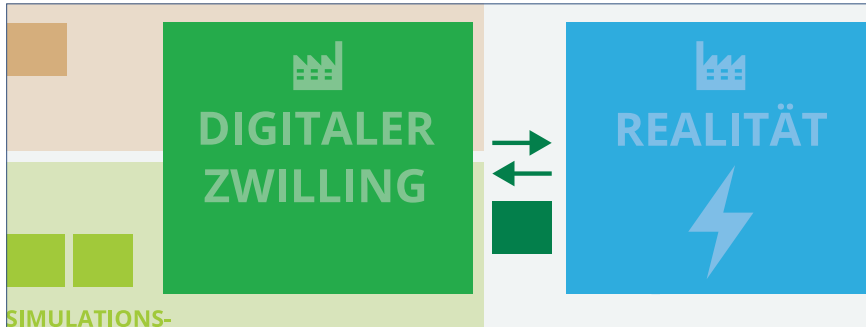 DIGITALER
ZWILLING
REALITÄT
SIMULATIONS-